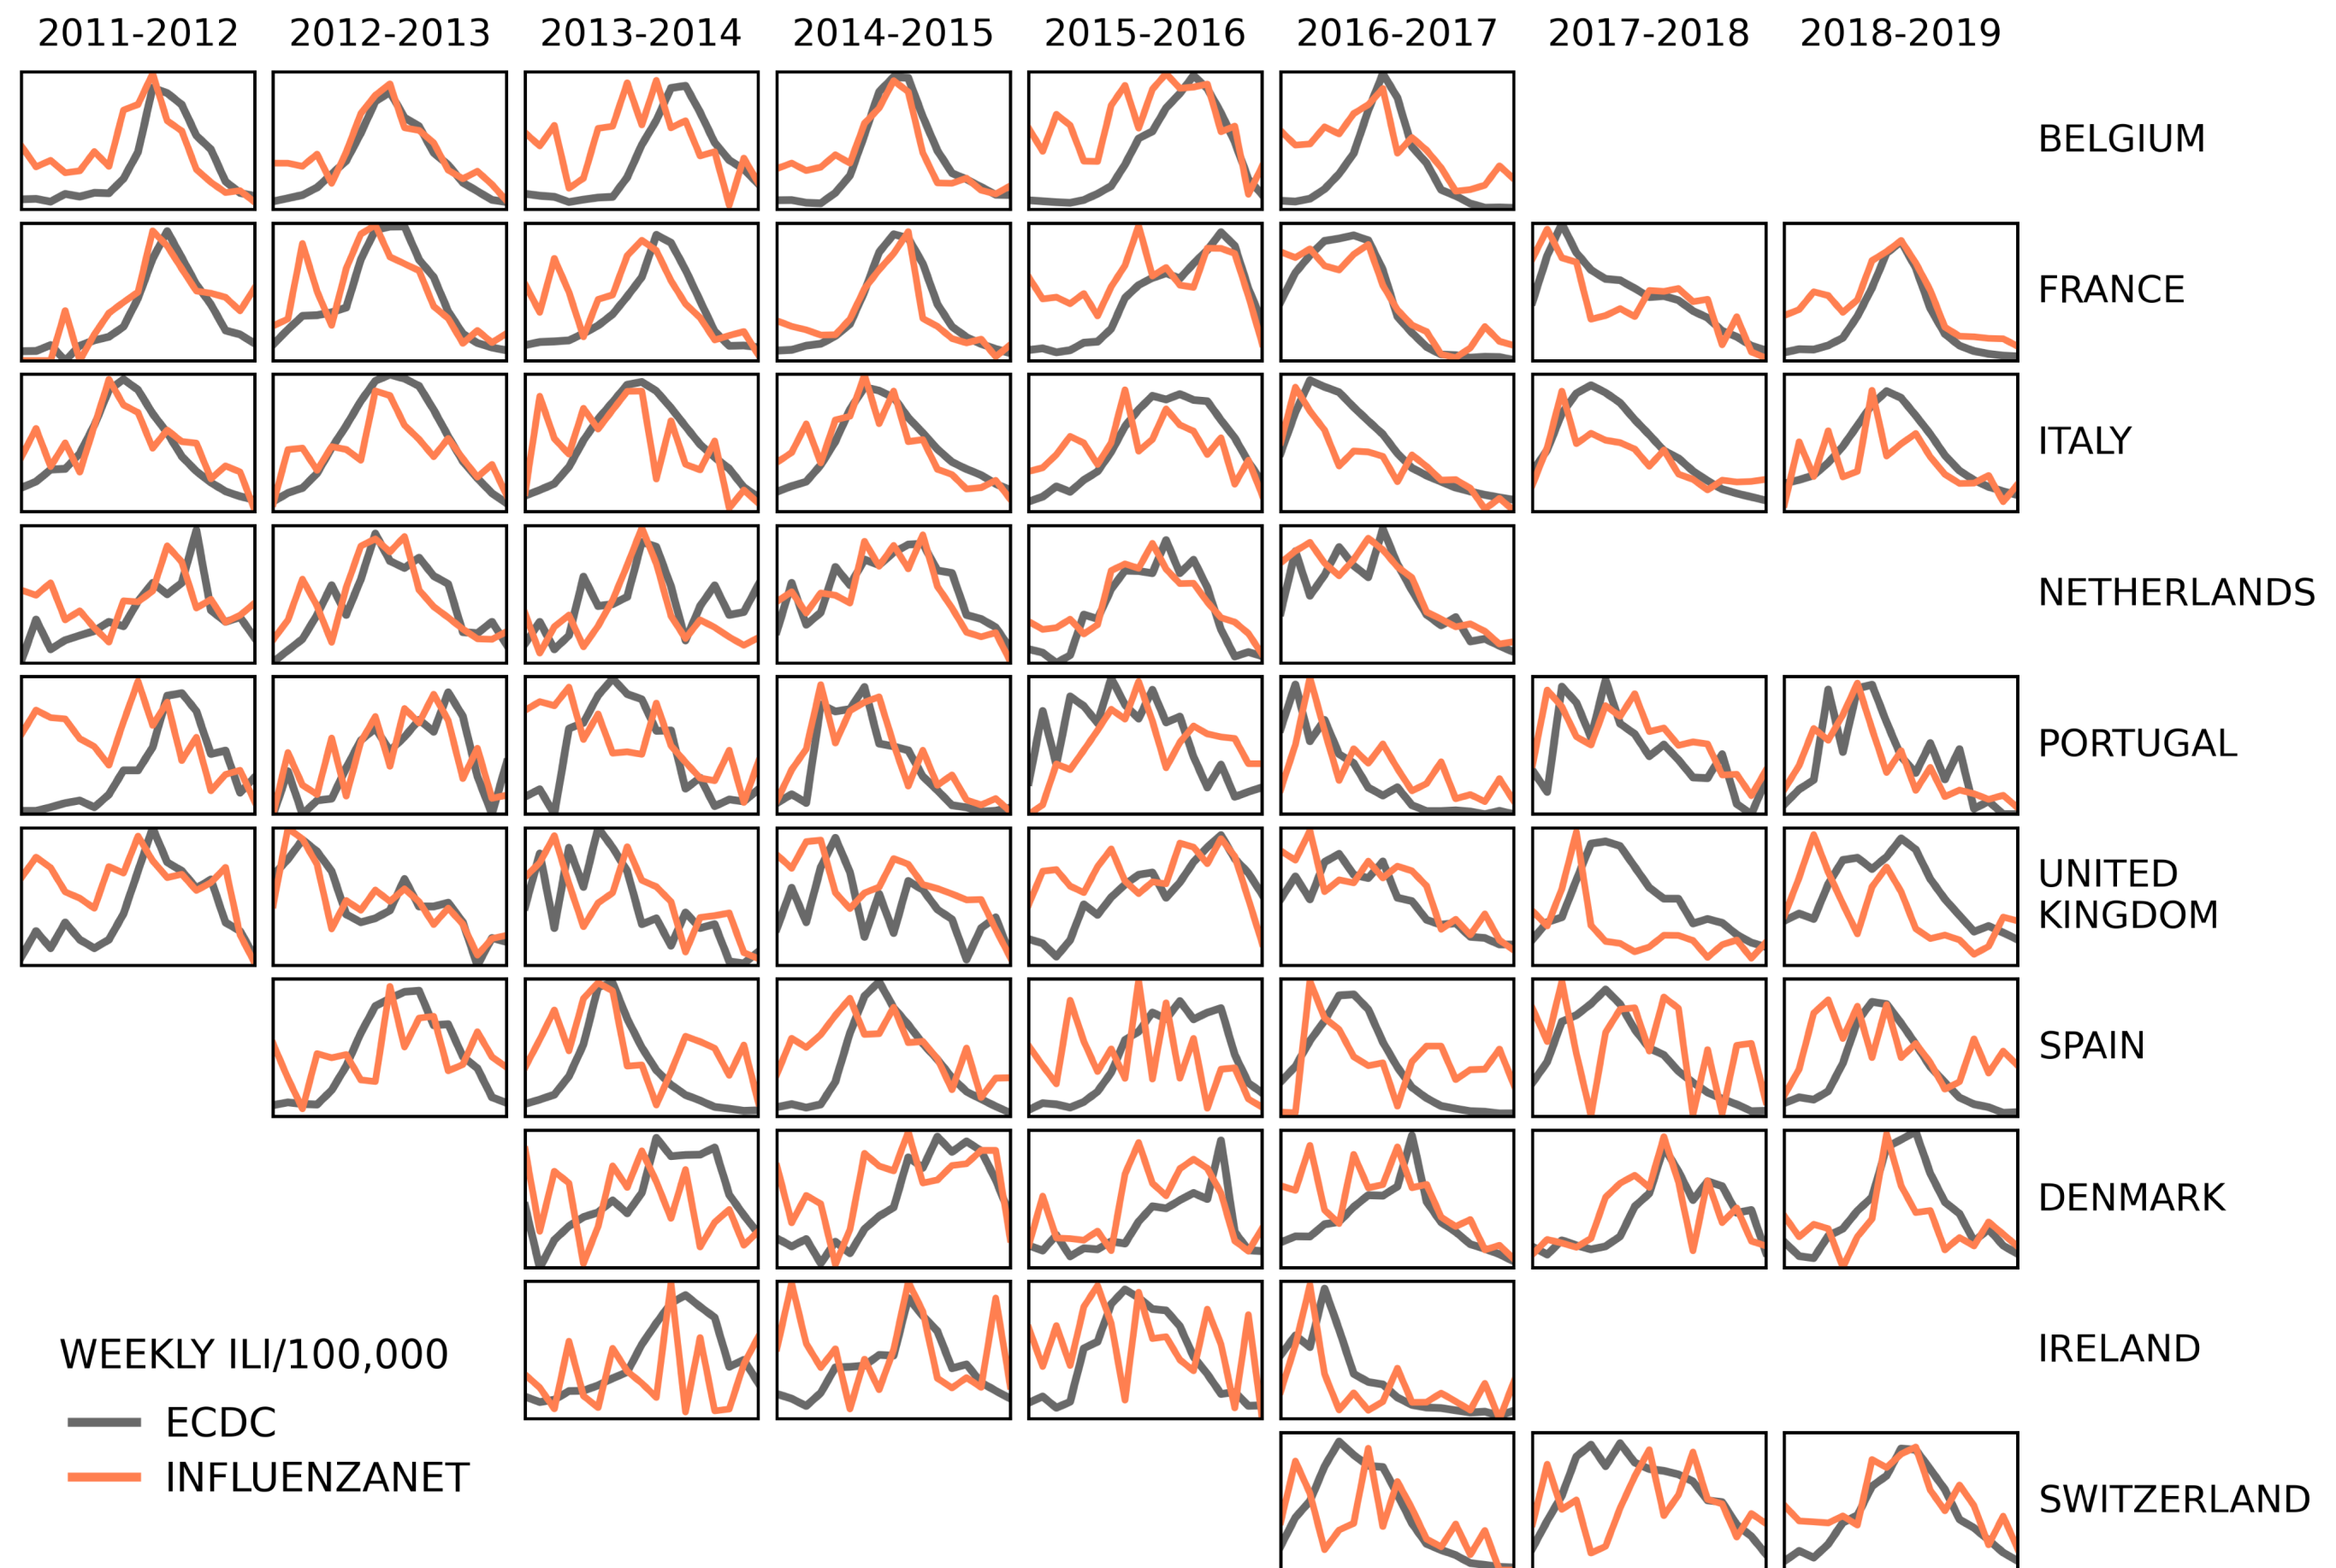 2011-2012 2012-2013 2013-2014 2014-2015 2015-2016 2016-2017 2017-2018 2018-2019
BELGIUM
FRANCE
ITALY
NETHERLANDS
PORTUGAL
UNITED
KINGDOM
SPAIN
DENMARK
IRELAND
SWITZERLAND
WEEKLY ILI/100,000
ECDC
INFLUENZANET